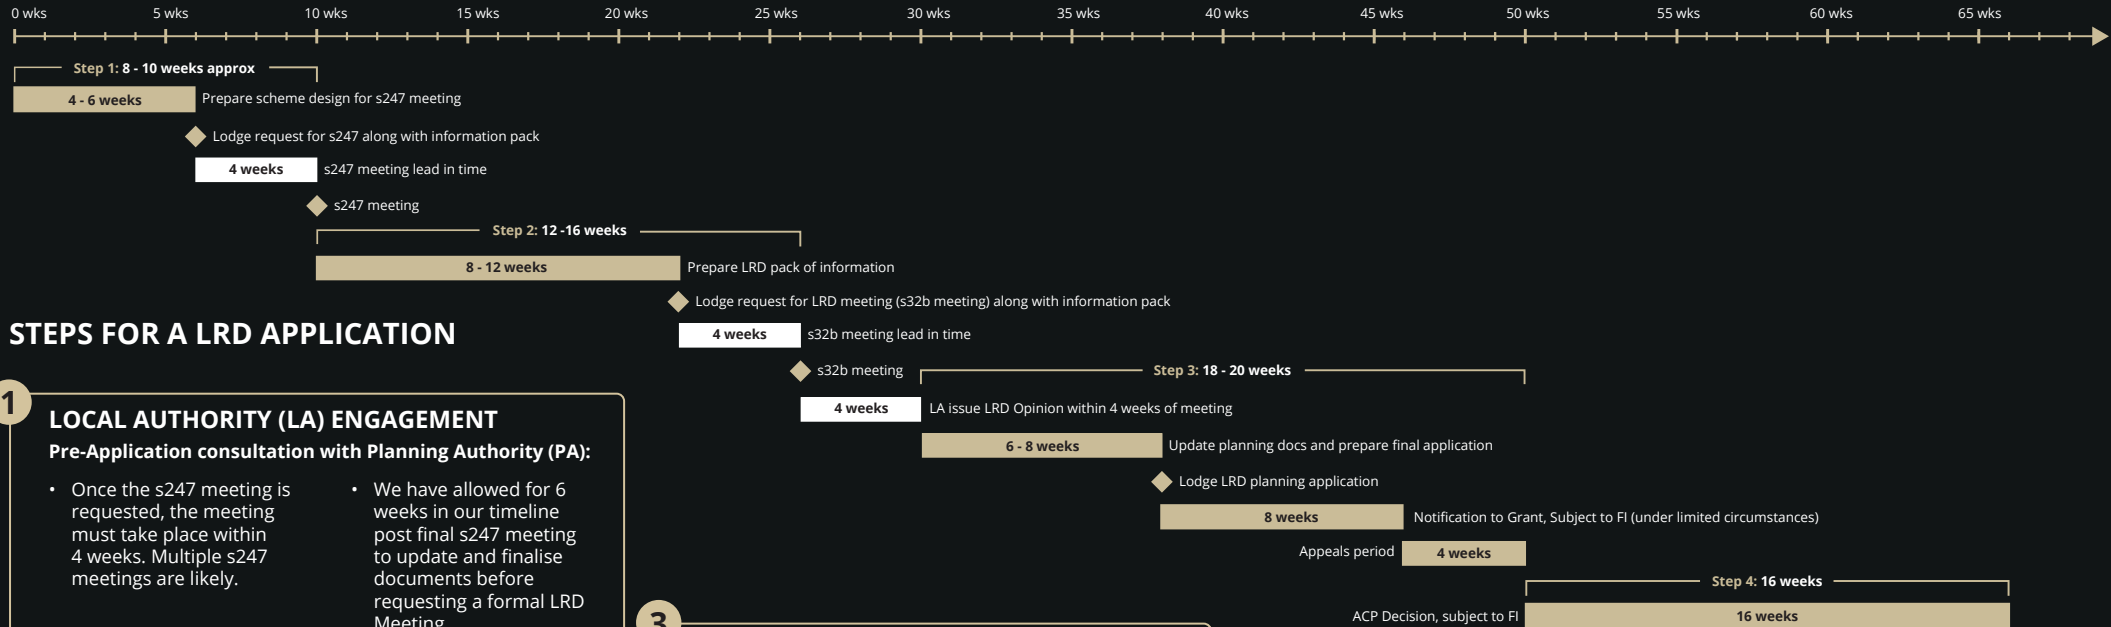 0 wks 5 wks 10 wks 15 wks 20 wks 25 wks 30 wks 35 wks 40 wks 45 wks 50 wks 55 wks 60 wks 65 wks
Step 1: 8 - 10 weeks approx
4 - 6 weeks Prepare scheme design for s247 meeting
Lodge request for s247 along with information pack
4 weeks s247 meeting lead in time
s247 meeting
Step 2: 12 -16 weeks
8 - 12 weeks Prepare LRD pack of information
Lodge request for LRD meeting (s32b meeting) along with information pack
4 weeks s32b meeting lead in time
s32b meeting
Step 3: 18 - 20 weeks
4 weeks LA issue LRD Opinion within 4 weeks of meeting
6 - 8 weeks Update planning docs and prepare final application
Lodge LRD planning application
8 weeks Notification to Grant, Subject to FI (under limited circumstances)
Appeals period 4 weeks
Step 4: 16 weeks
ACP Decision, subject to FI 16 weeks
STEPS FOR A LRD APPLICATION
1
LOCAL AUTHORITY (LA) ENGAGEMENT
Pre-Application consultation with Planning Authority (PA):
• Once the s247 meeting is
requested, the meeting
must take place within
4 weeks. Multiple s247
meetings are likely.
• We have allowed for 6
weeks in our timeline
post final s247 meeting
to update and finalise
documents before
requesting a formal LRD
Meeting
3